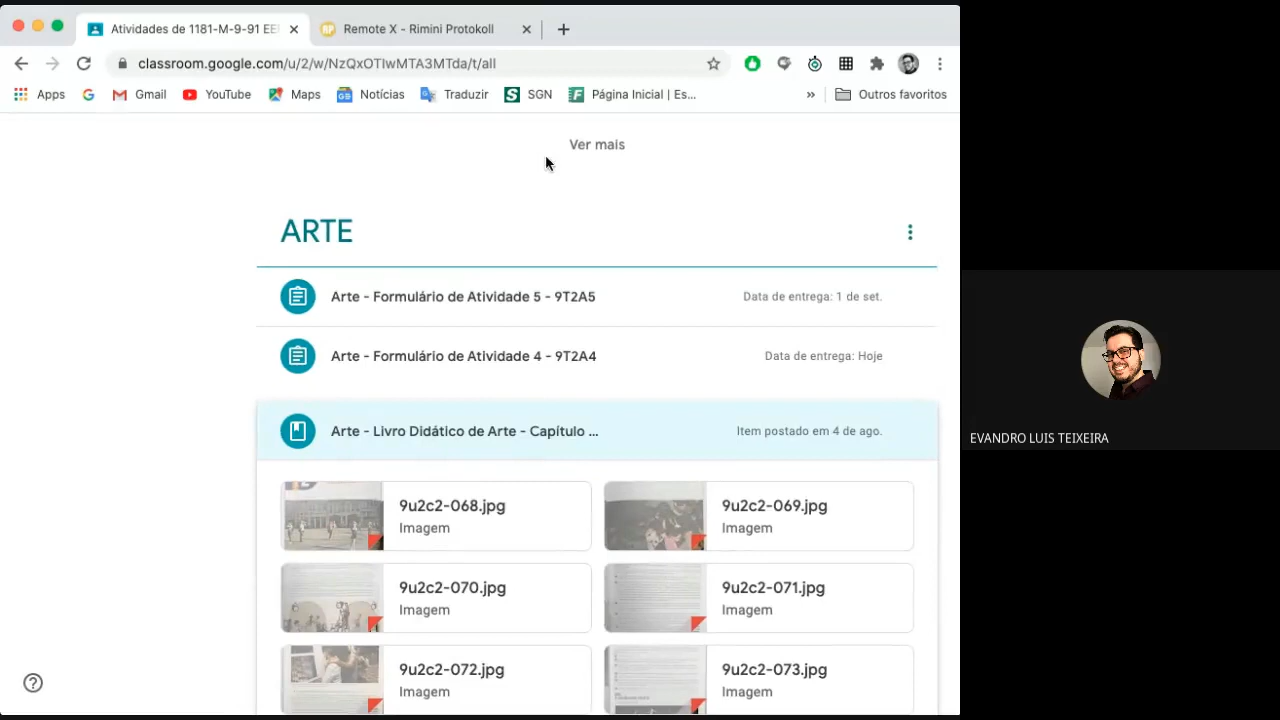 Atividades de 1181-M-9-91 EEI
Remote X - Rimini Protokoll
classroom.google.com/u/2/w/NzQxOTIwMTA3MTda/t/all
Apps
Gmail
YouTube
Maps
Notícias
Traduzir
SGN
Página Inicial | Es...
»
Outros favoritos
Ver mais
ARTE
Arte - Formulário de Atividade 5 - 9T2A5
Data de entrega: 1 de set.
Arte - Formulário de Atividade 4 - 9T2A4
Data de entrega: Hoje
Arte - Livro Didático de Arte - Capítulo ...
Item postado em 4 de ago.
9u2c2-068.jpg
Imagem
9u2c2-069.jpg
Imagem
9u2c2-070.jpg
Imagem
9u2c2-071.jpg
Imagem
9u2c2-072.jpg
Imagem
9u2c2-073.jpg
Imagem
EVANDRO LUIS TEIXEIRA